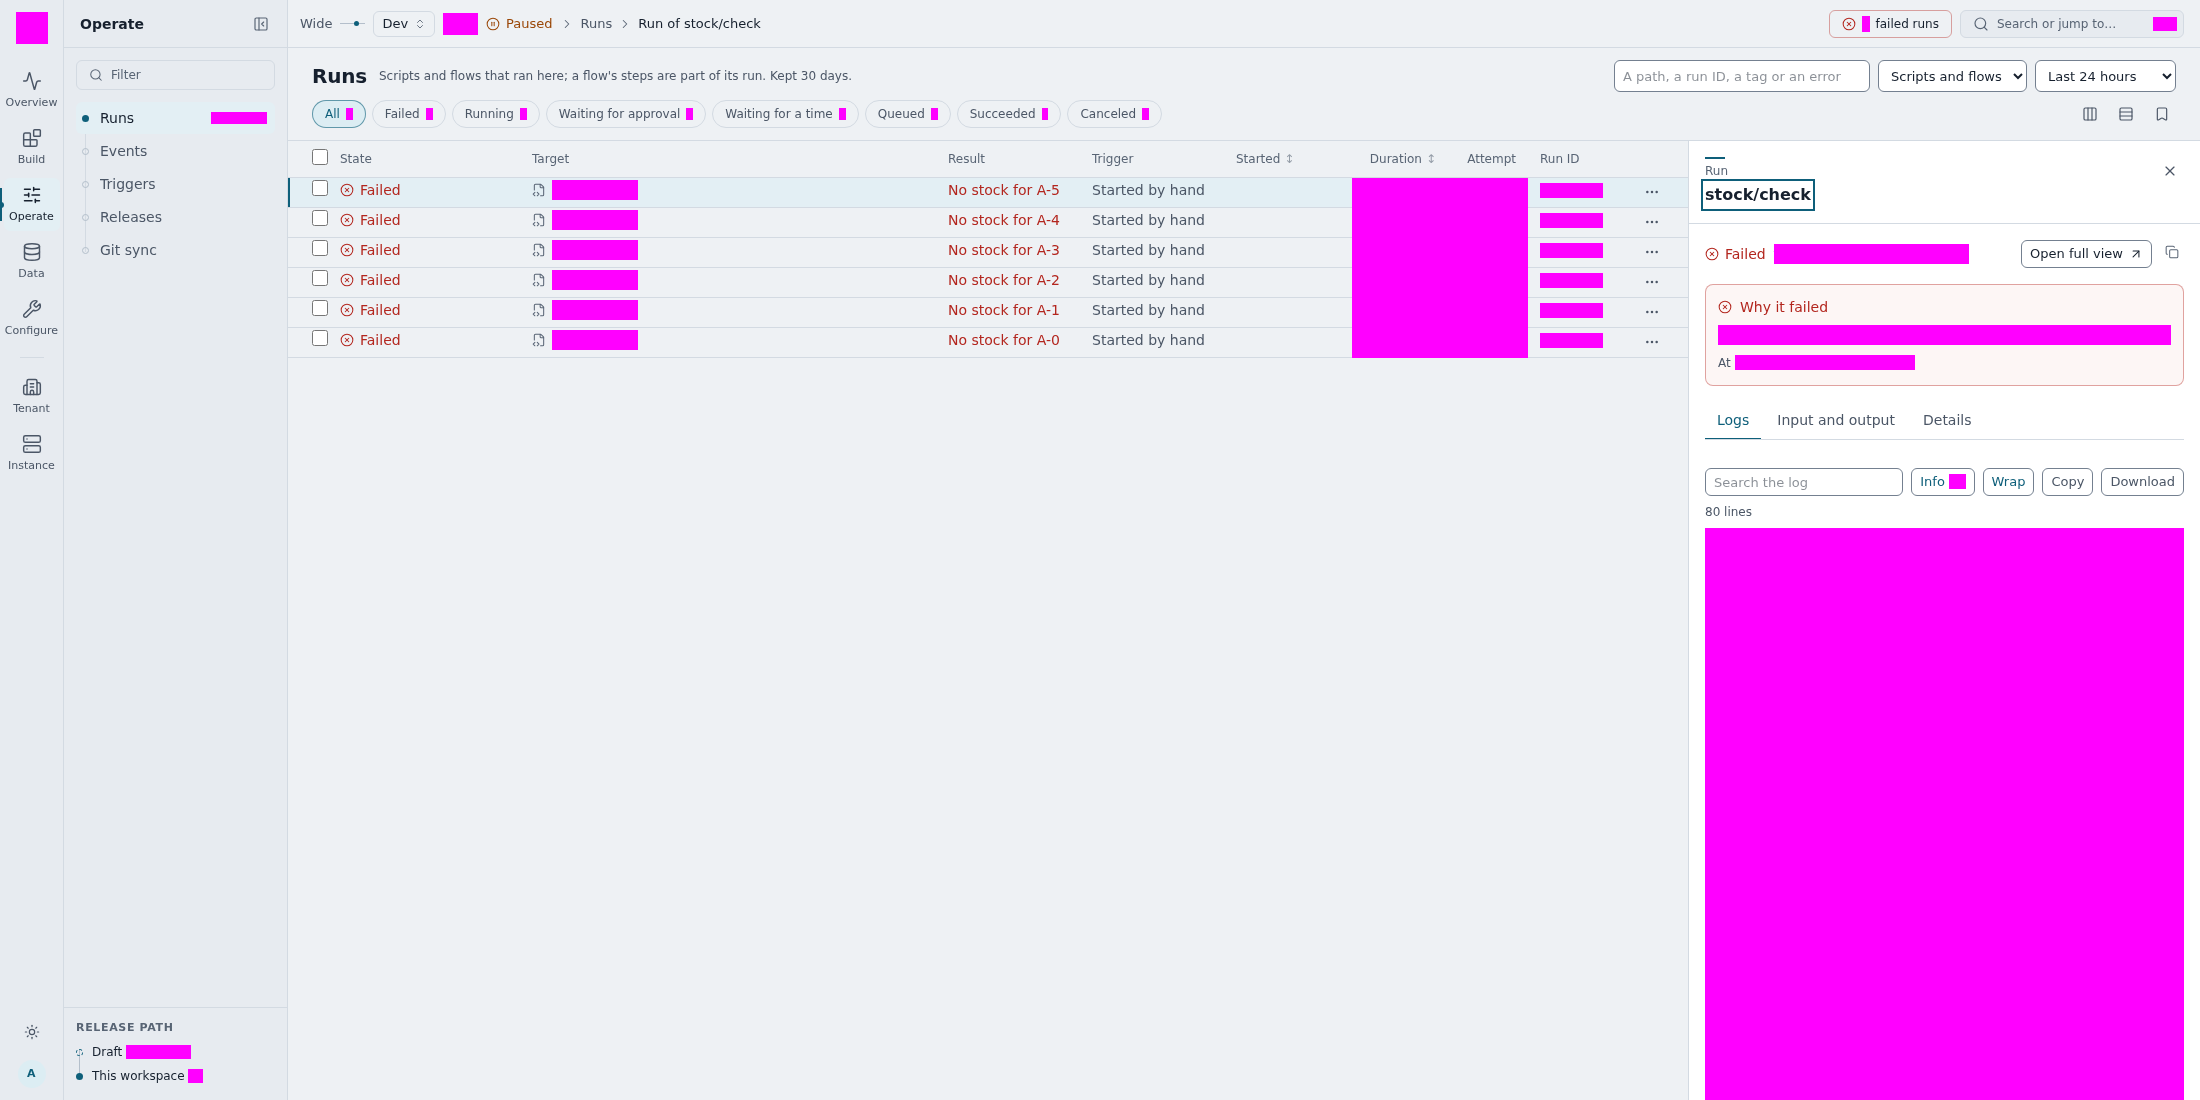 Operate
Wide
Dev
Paused
Runs
Run of stock/check
failed runs
Search or jump to...
Overview
Build
Operate
Data
Configure
Tenant
Instance
A
Filter
Runs
Events
Triggers
Releases
Git sync
RELEASE PATH
Draft
This workspace
Runs
Scripts and flows that ran here; a flow's steps are part of its run. Kept 30 days.
A path, a run ID, a tag or an error
Scripts and flows
Last 24 hours
All
Failed
Running
Waiting for approval
Waiting for a time
Queued
Succeeded
Canceled
State Target Result Trigger Started Duration Attempt Run ID
Failed No stock for A-5 Started by hand
Failed No stock for A-4 Started by hand
Failed No stock for A-3 Started by hand
Failed No stock for A-2 Started by hand
Failed No stock for A-1 Started by hand
Failed No stock for A-0 Started by hand
Run
stock/check
Failed
Open full view
Why it failed
At
Logs
Input and output
Details
Search the log
Info
Wrap
Copy
Download
80 lines